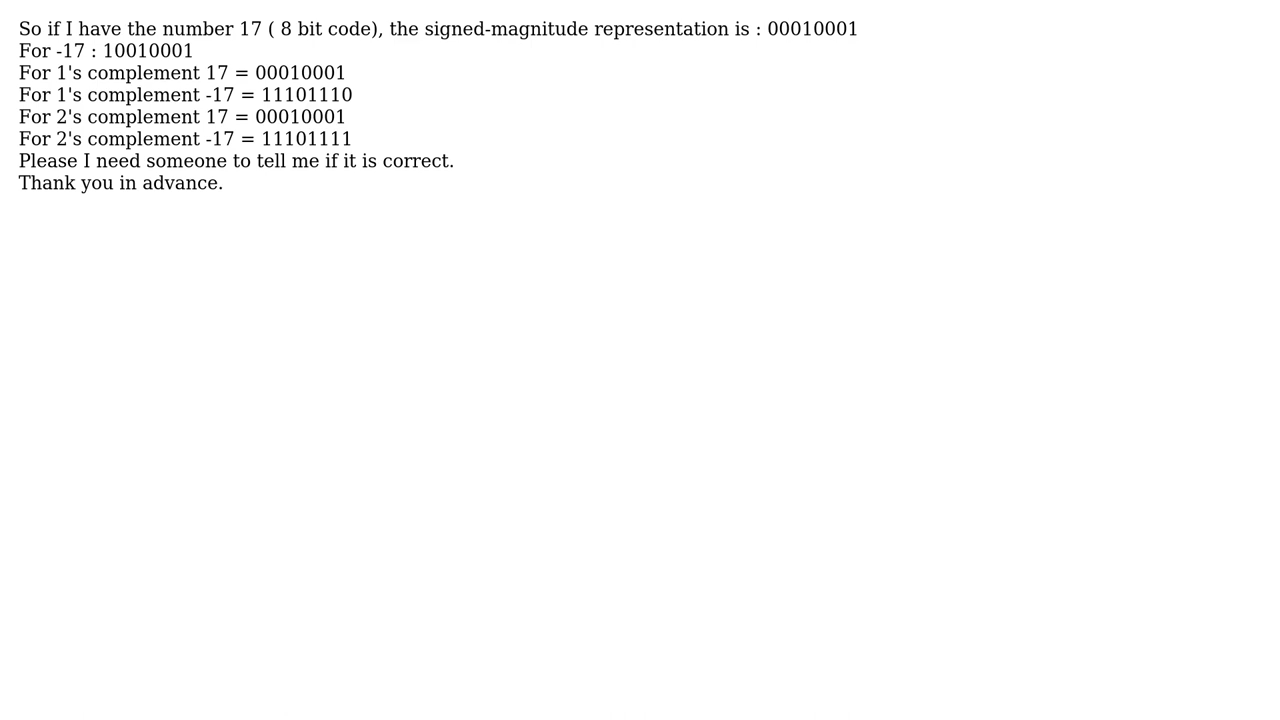 So if I have the number 17 ( 8 bit code), the signed-magnitude representation is : 00010001
For -17 : 10010001
For 1's complement 17 = 00010001
For 1's complement -17 = 11101110
For 2's complement 17 = 00010001
For 2's complement -17 = 11101111
Please I need someone to tell me if it is correct.
Thank you in advance.